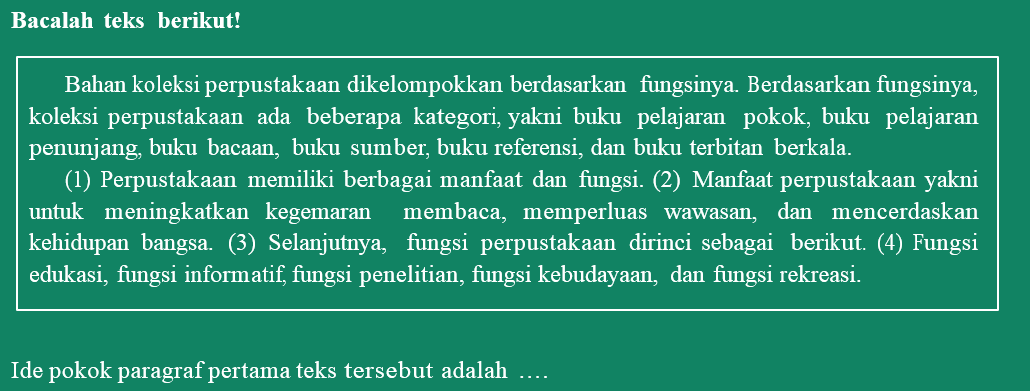 Bacalah teks berikut!
Bahan koleksi perpustakaan dikelompokkan berdasarkan fungsinya. Berdasarkan fungsinya,
koleksi perpustakaan ada beberapa kategori, yakni buku pelajaran pokok, buku pelajaran
penunjang, buku bacaan, buku sumber, buku referensi, dan buku terbitan berkala.
(1) Perpustakaan memiliki berbagai manfaat dan fungsi. (2) Manfaat perpustakaan yakni
untuk meningkatkan kegemaran membaca, memperluas wawasan, dan mencerdaskan
kehidupan bangsa. (3) Selanjutnya, fungsi perpustakaan dirinci sebagai berikut. (4) Fungsi
edukasi, fungsi informatif, fungsi penelitian, fungsi kebudayaan, dan fungsi rekreasi.
Ide pokok paragraf pertama teks tersebut adalah ….